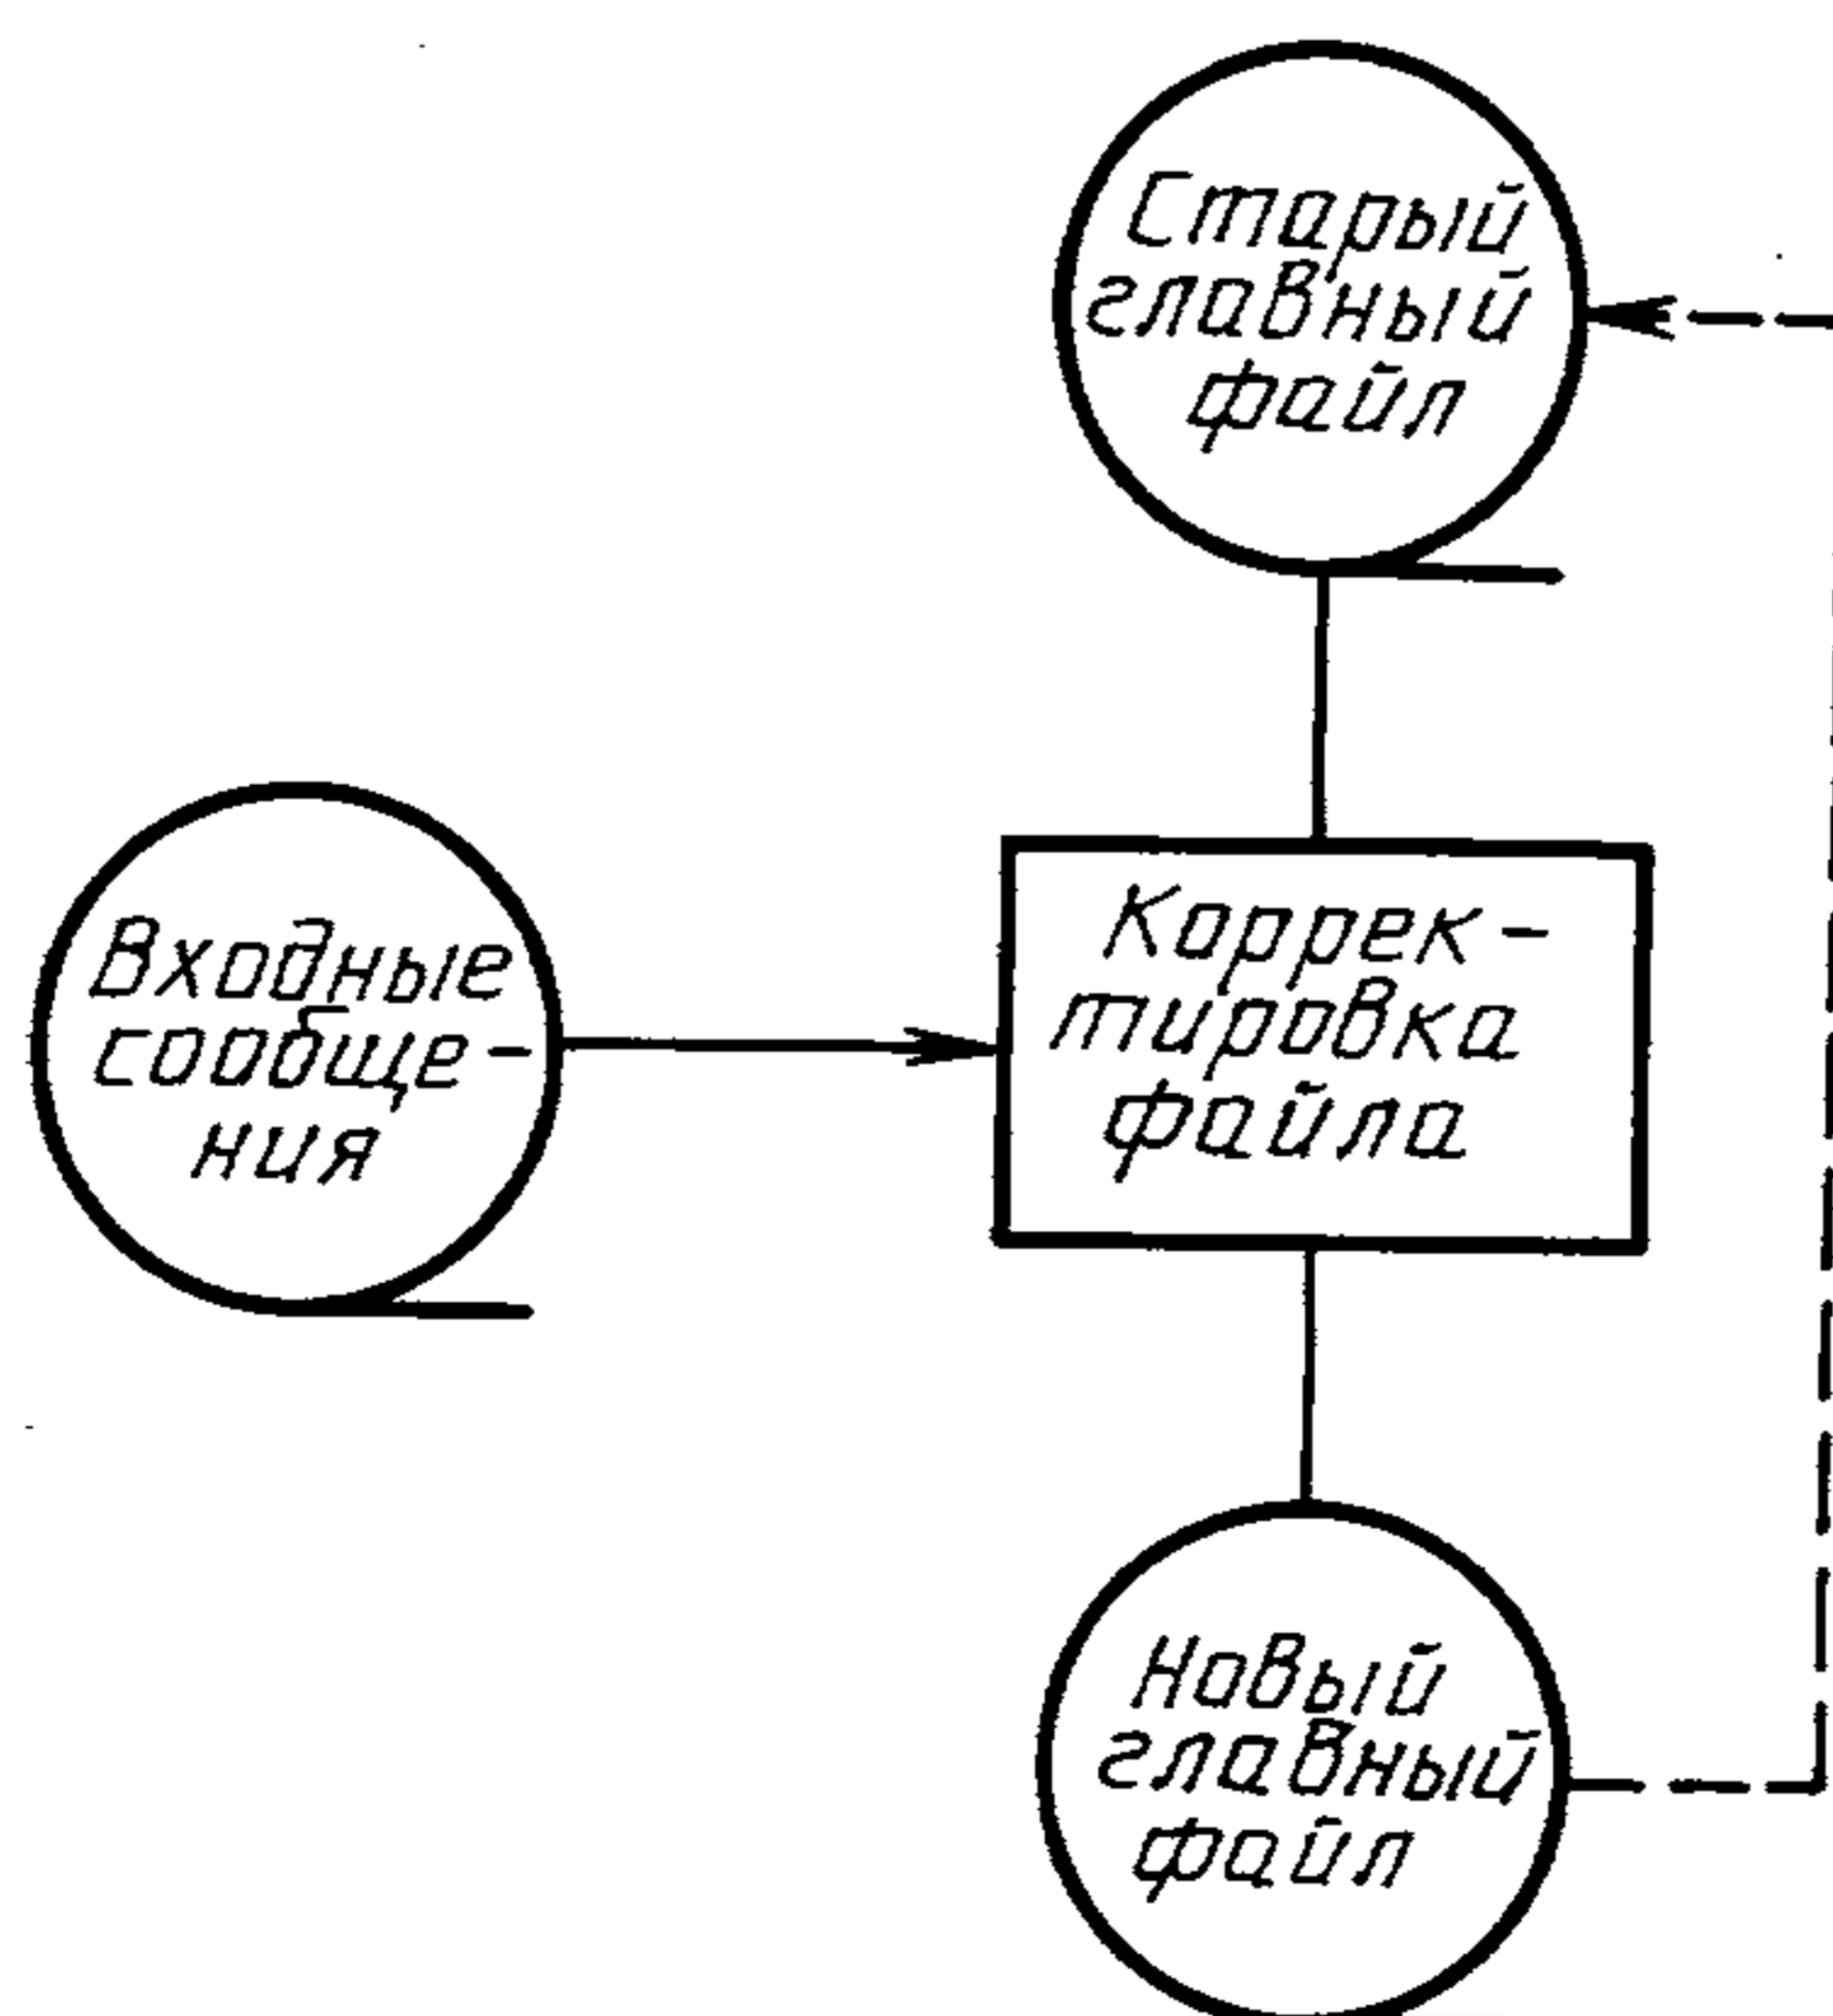 Старый
главный
файл
Входные
сообще-
ния
Коррек-
тировка
файла
Новый
главный
файл